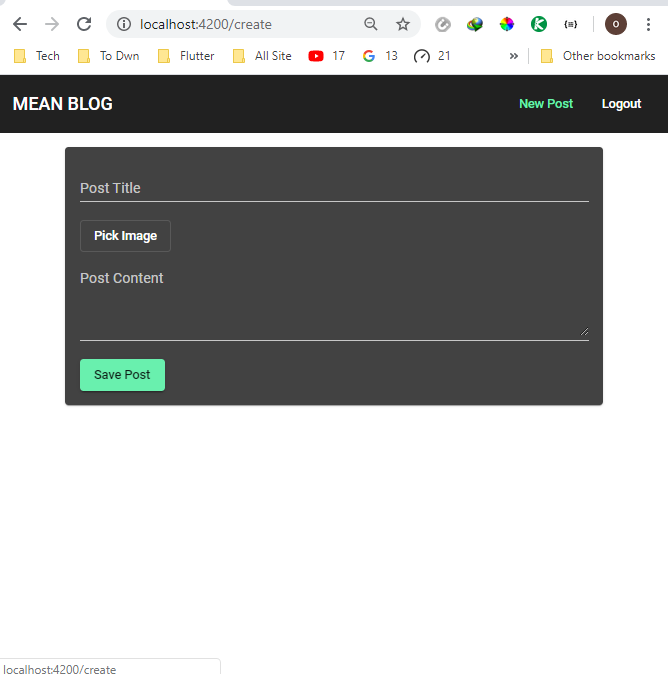 localhost:4200/create
{≡} O
Tech To Dwn Flutter All Site 17 13 21 » Other bookmarks
MEAN BLOG New Post Logout
Post Title
Pick Image
Post Content
Save Post
localhost:4200/create